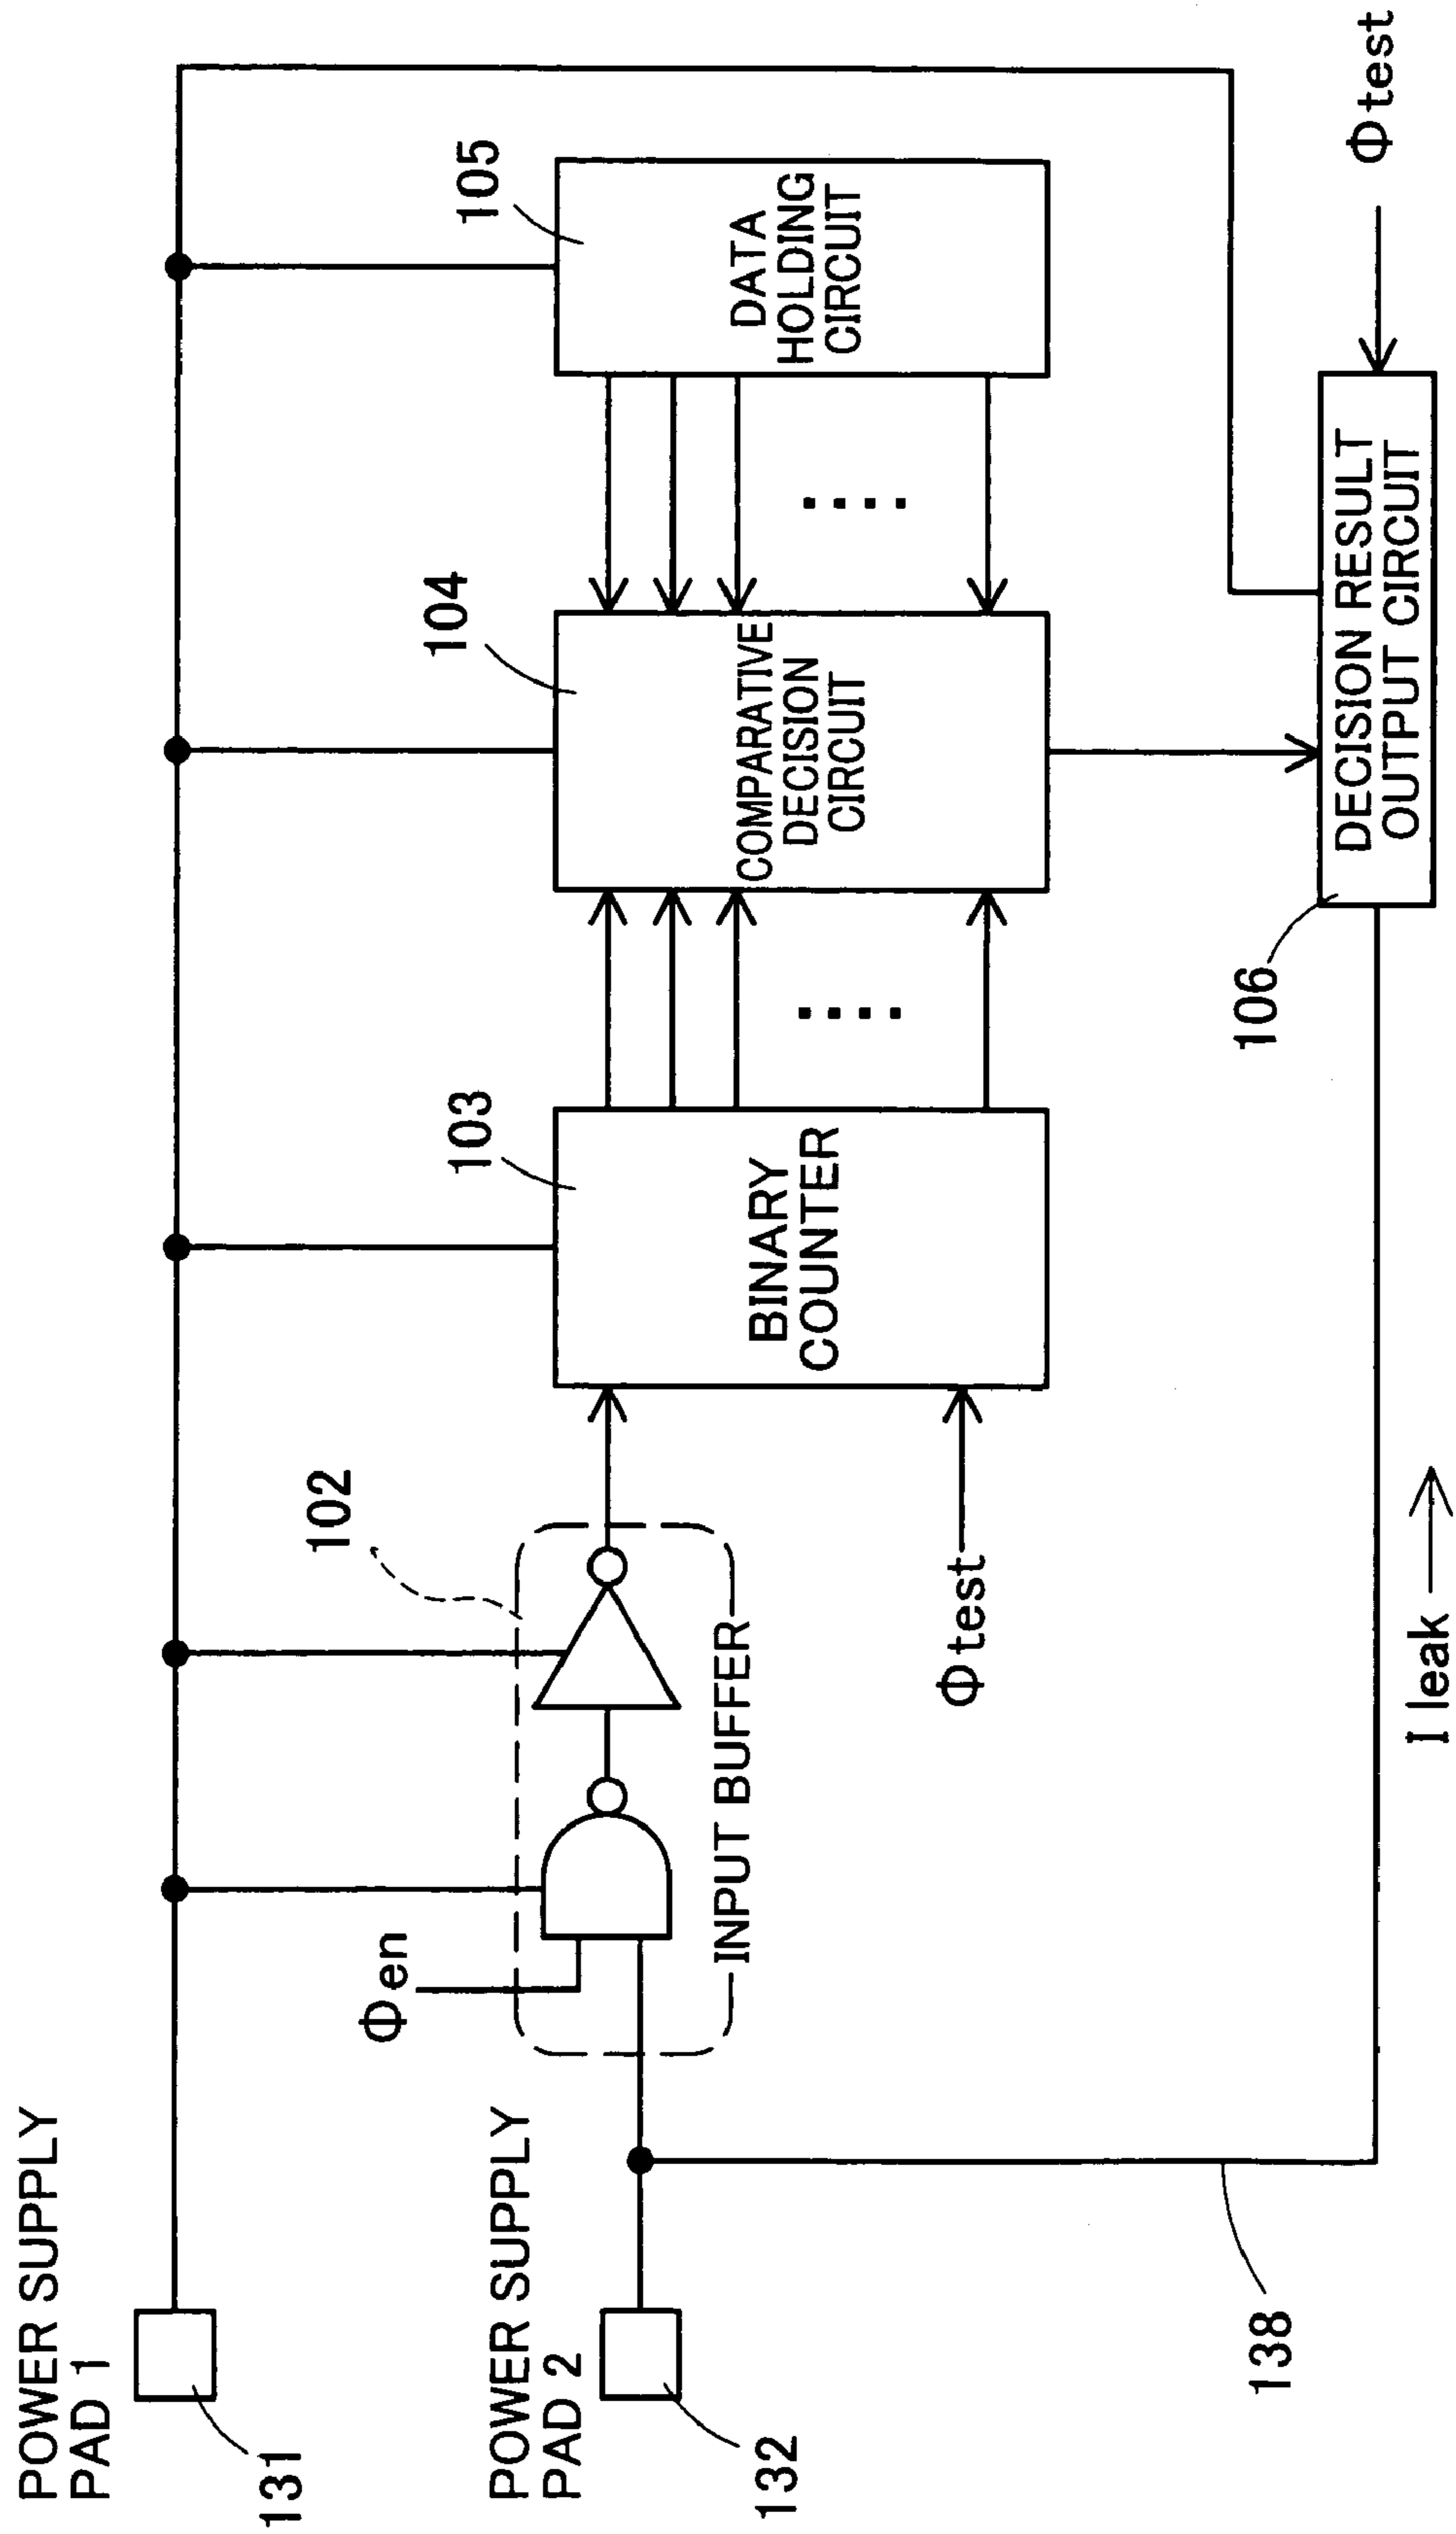 POWER SUPPLY
PAD 1
131
POWER SUPPLY
PAD 2
132
138
Φen
102
INPUT BUFFER
Φtest
103
BINARY
COUNTER
104
COMPARATIVE
DECISION
CIRCUIT
105
DATA
HOLDING
CIRCUIT
I leak
106
DECISION RESULT
OUTPUT CIRCUIT
Φtest